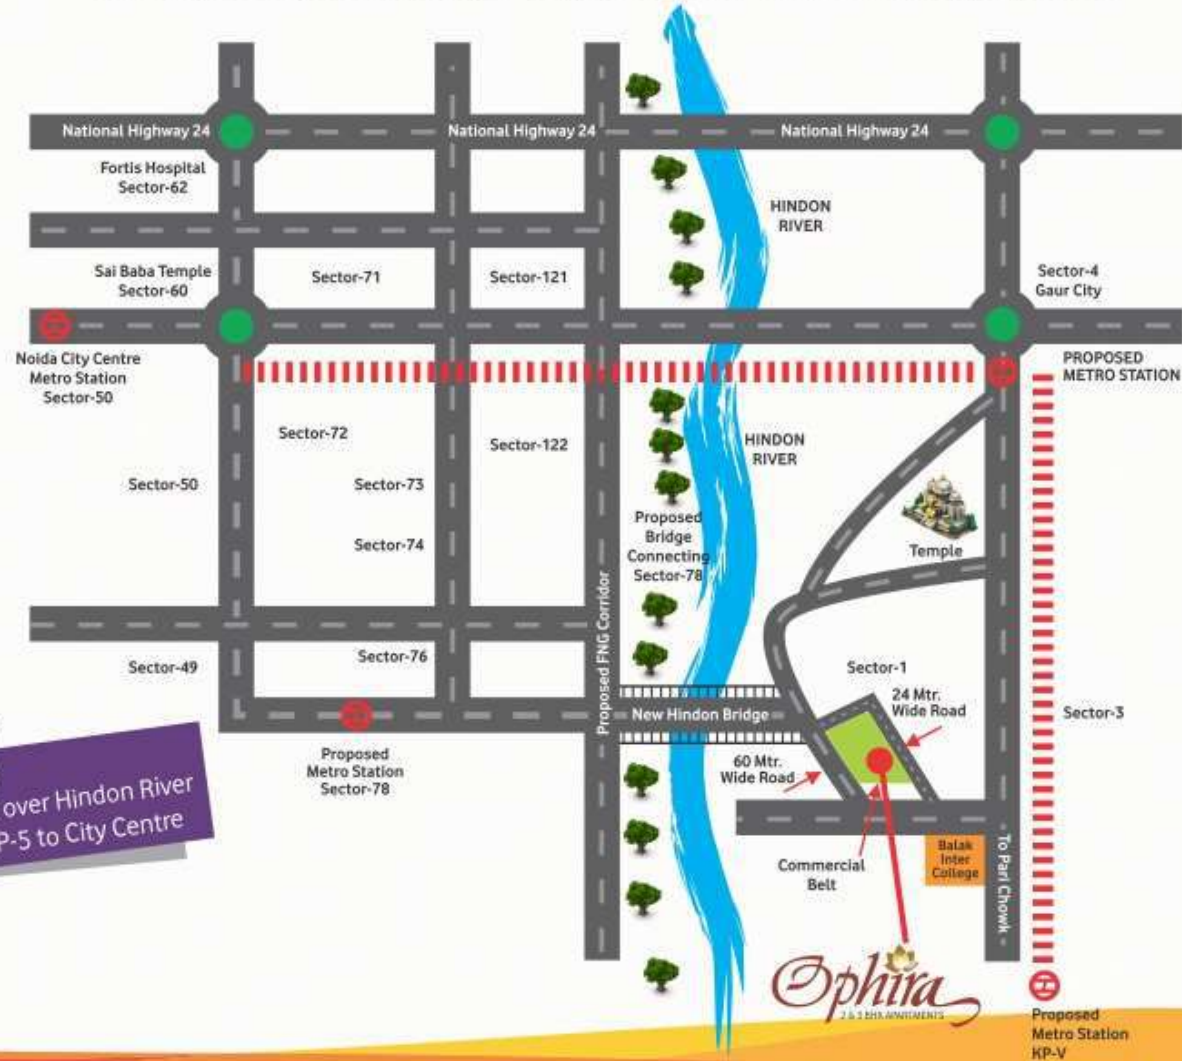 National Highway 24
National Highway 24
National Highway 24
Fortis Hospital
Sector-62
HINDON
RIVER
Sai Baba Temple
Sector-60
Sector-71
Sector-121
Sector-4
Gaur City
Noida City Centre
Metro Station
Sector-50
PROPOSED
METRO STATION
Sector-72
Sector-122
HINDON
RIVER
Sector-50
Sector-73
Sector-74
Proposed
Bridge
Connecting
Sector-78
Temple
Proposed FNG Corridor
Sector-49
Sector-76
Sector-1
24 Mtr.
Wide Road
New Hindon Bridge
Sector-3
60 Mtr.
Wide Road
Proposed
Metro Station
Sector-78
over Hindon River
P-5 to City Centre
Commercial
Belt
Balak
Inter
College
To Pari Chowk
Ophira
2 & 3 BHK APARTMENTS
Proposed
Metro Station
KP-V